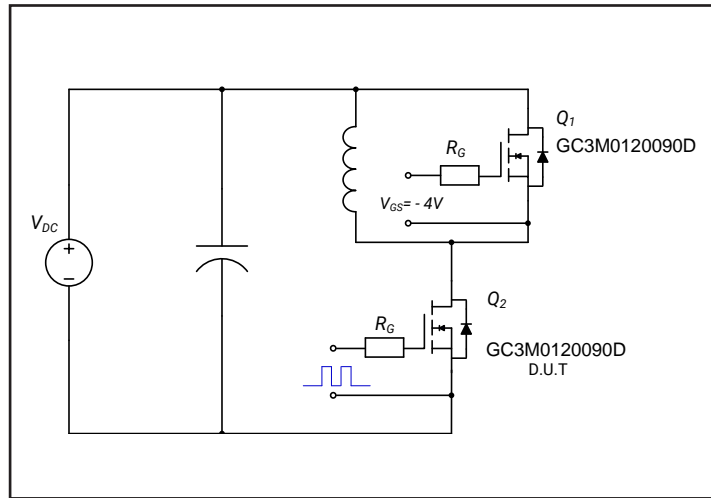 Q1
GC3M0120090D
RG
VGS= - 4V
VDC
+
−
Q2
RG
GC3M0120090D
D.U.T